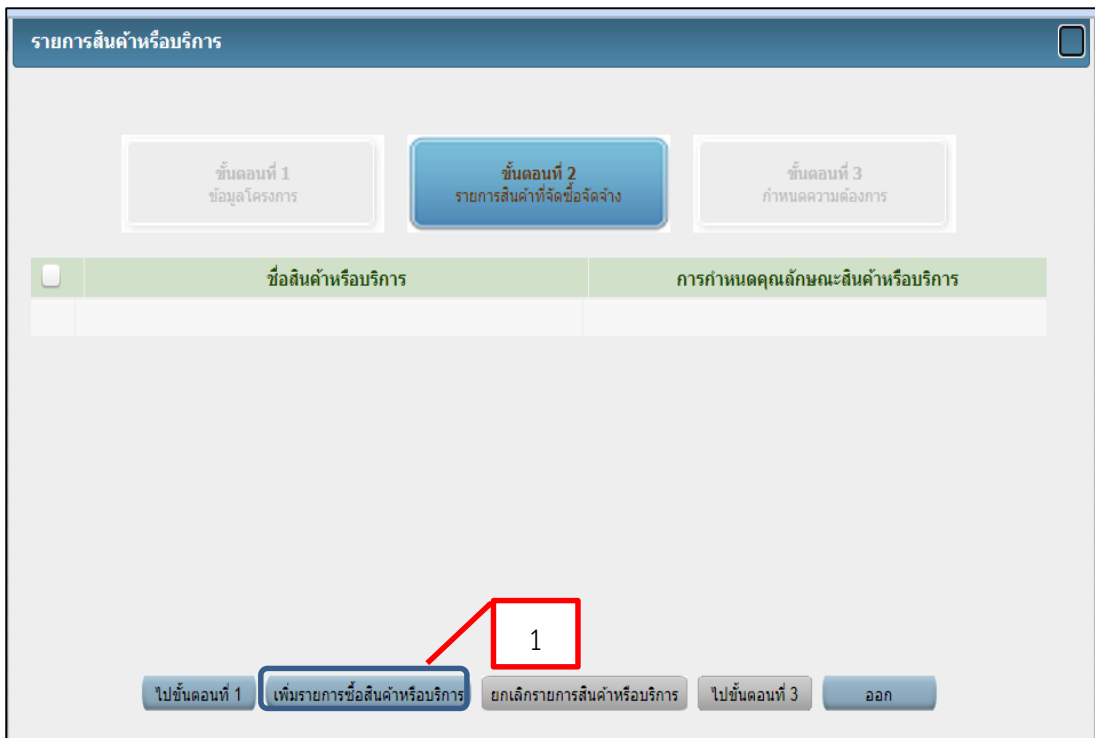 รายการสินค้าหรือบริการ
ขั้นตอนที่ 1
ข้อมูลโครงการ
ขั้นตอนที่ 2
รายการสินค้าที่จัดซื้อจัดจ้าง
ขั้นตอนที่ 3
กำหนดความต้องการ
ชื่อสินค้าหรือบริการ การกำหนดคุณลักษณะสินค้าหรือบริการ
1
ไปขั้นตอนที่ 1 เพิ่มรายการซื้อสินค้าหรือบริการ ยกเลิกรายการสินค้าหรือบริการ ไปขั้นตอนที่ 3 ออก